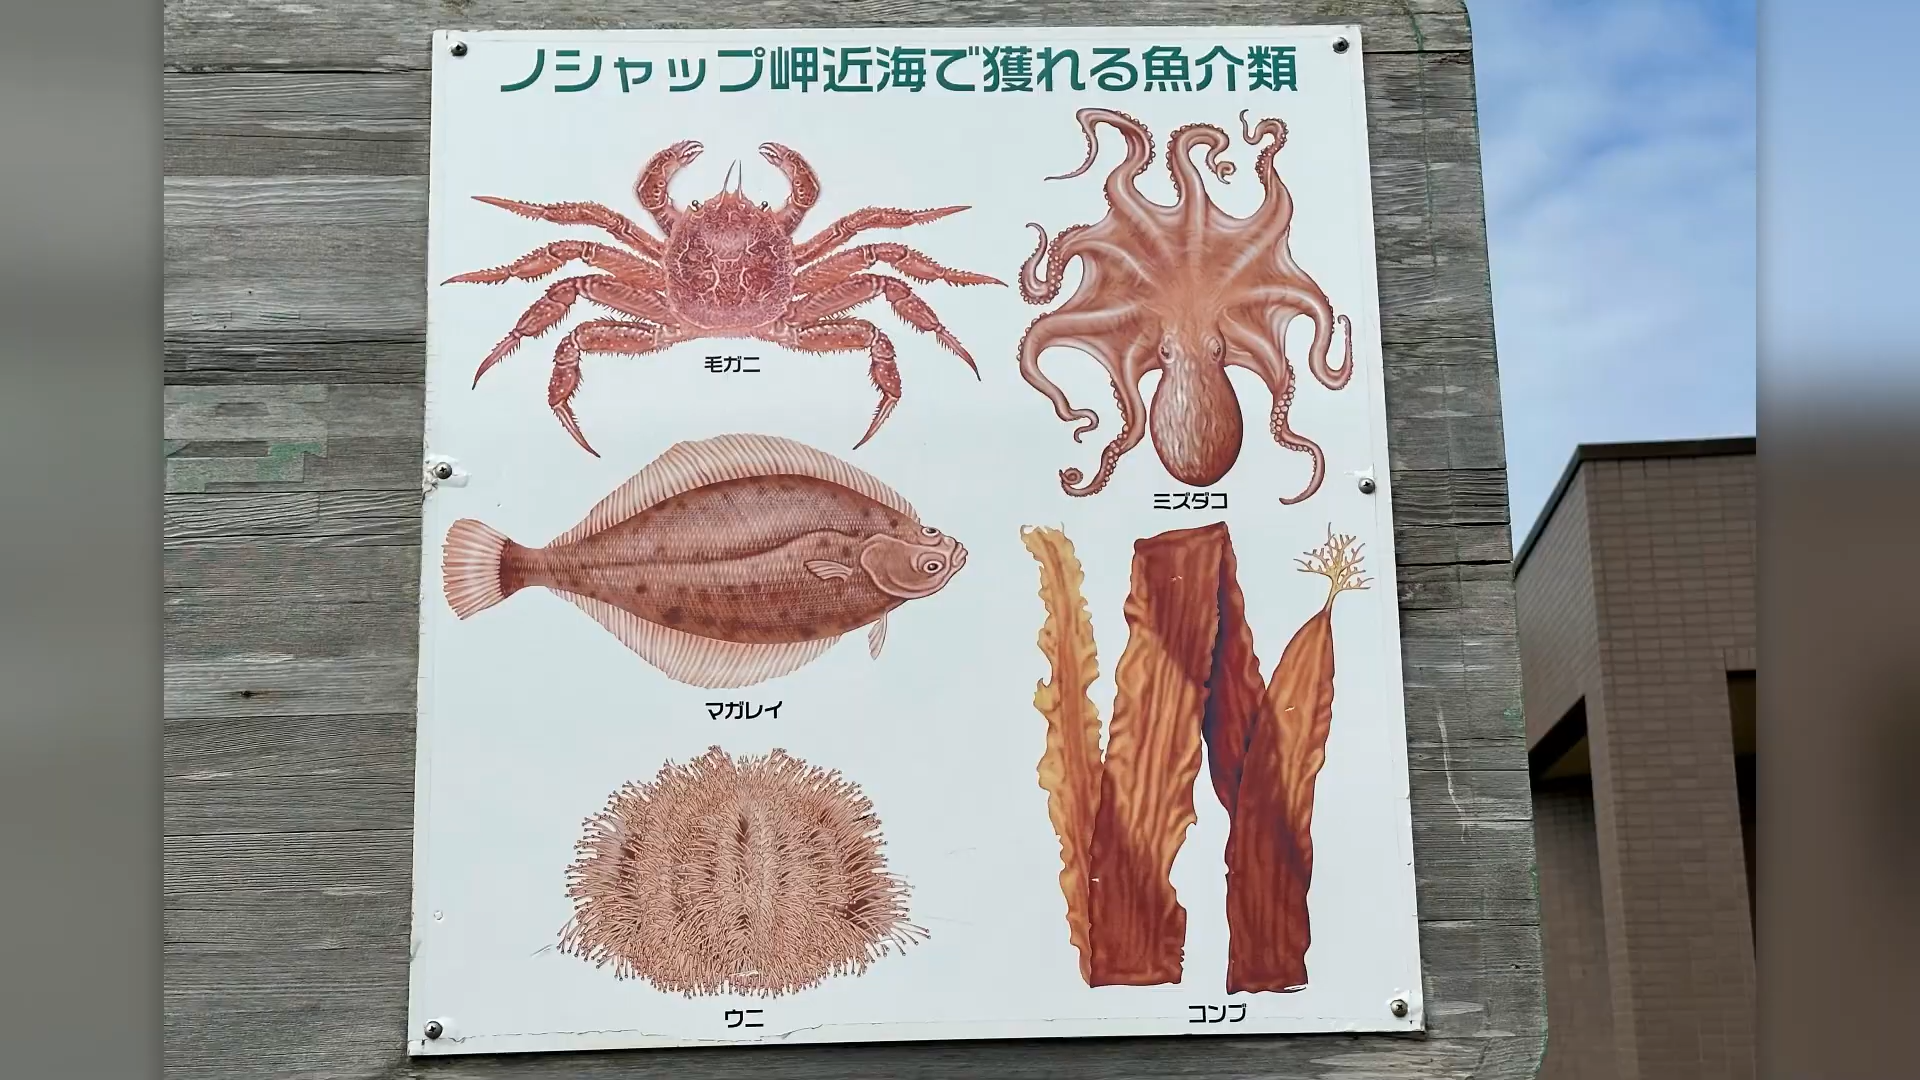 ノシャップ岬近海で獲れる魚介類
毛ガニ
ミズダコ
マガレイ
ウニ
コンブ